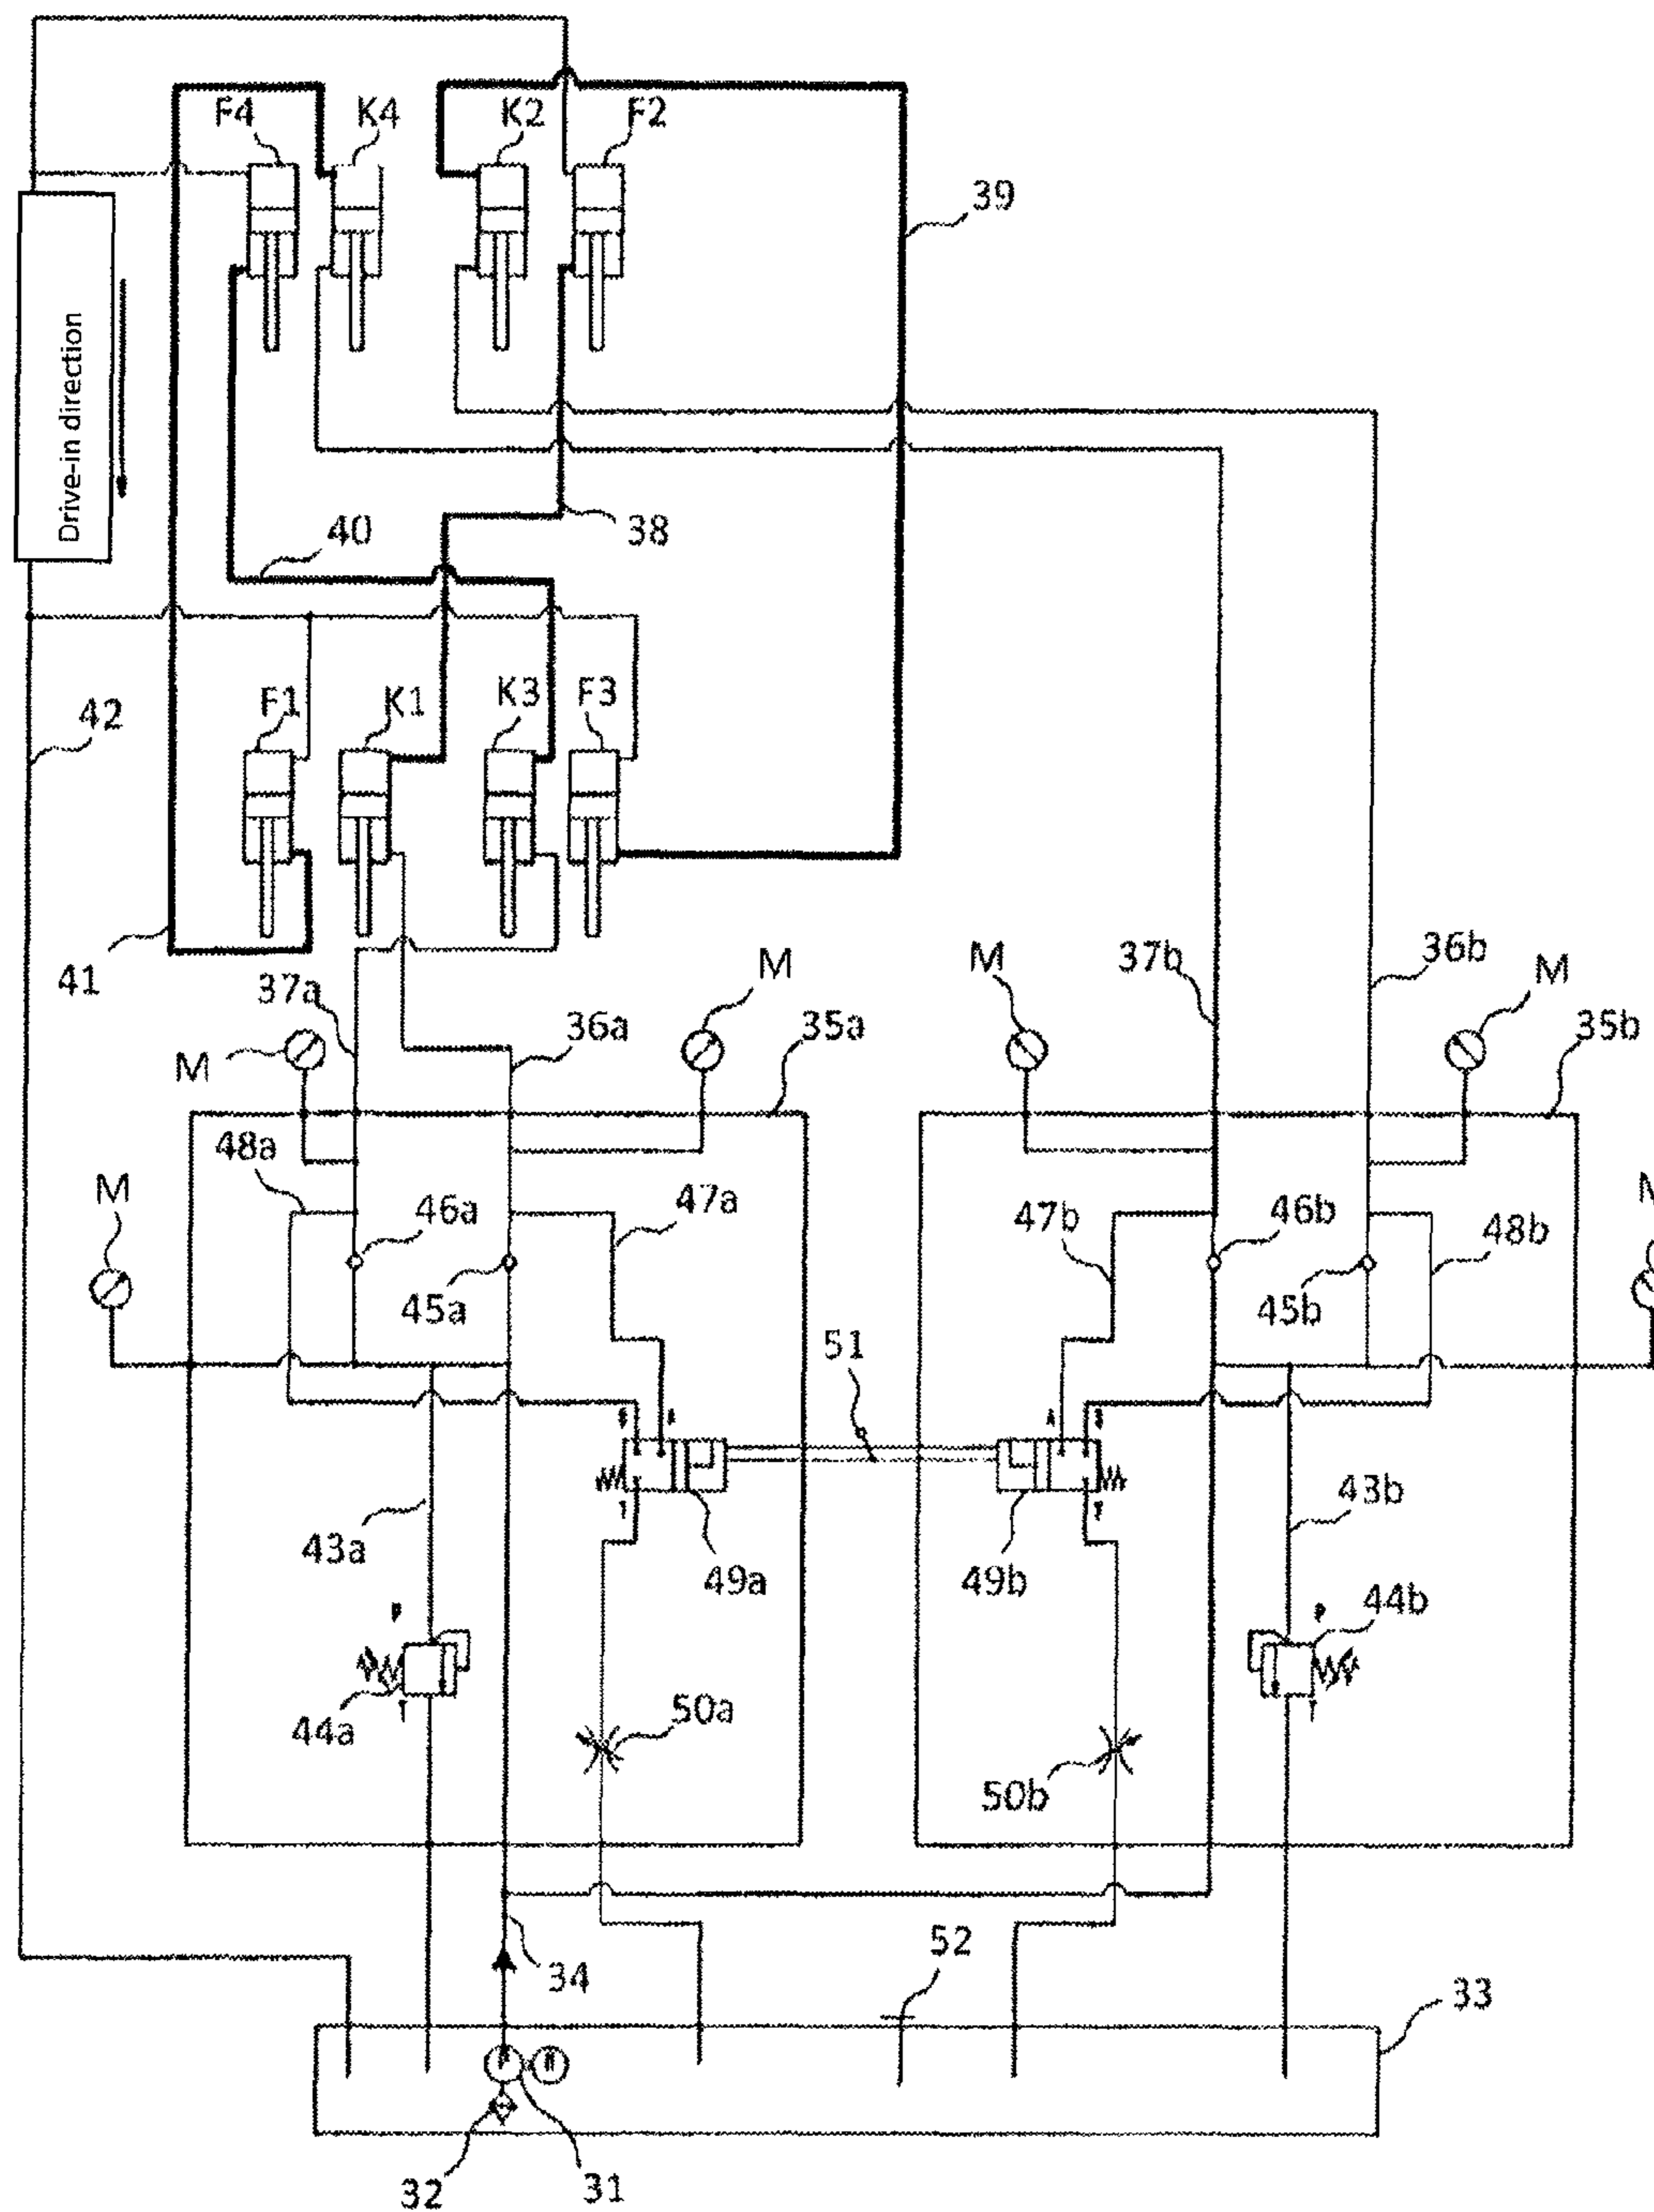 F4
K4
K2
F2
39
Drive-in direction
40
38
42
F1
K1
K3
F3
41
37a
36a
M
35a
M
37b
36b
M
35b
M
48a
46a
47a
45a
M
47b
46b
48b
45b
M
51
A
A
T
T
43a
49a
49b
43b
P
44b
44a
T
T
50a
50b
34
52
33
32
31